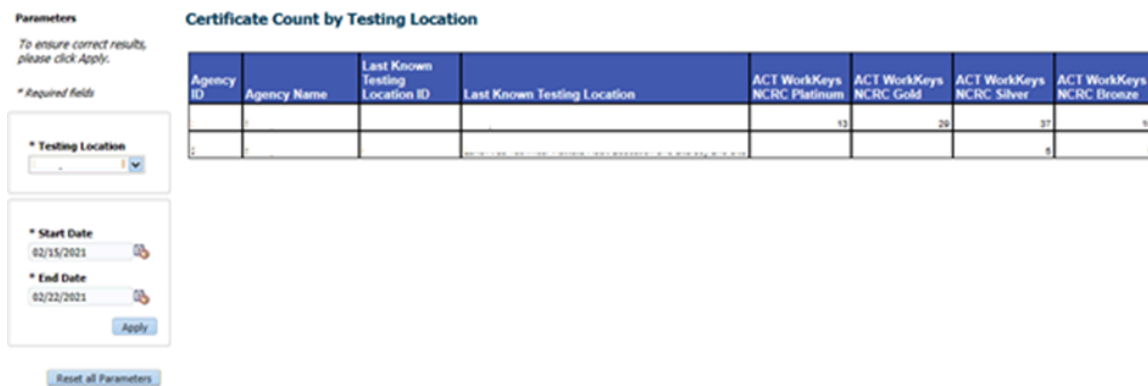 Parameters
To ensure correct results,
please click Apply.
* Required fields
* Testing Location
* Start Date
02/15/2021
* End Date
02/22/2021
Apply
Reset all Parameters
Certificate Count by Testing Location
Agency ID Agency Name Last Known Testing Location ID Last Known Testing Location ACT WorkKeys NCRC Platinum ACT WorkKeys NCRC Gold ACT WorkKeys NCRC Silver ACT WorkKeys NCRC Bronze
13 29 37